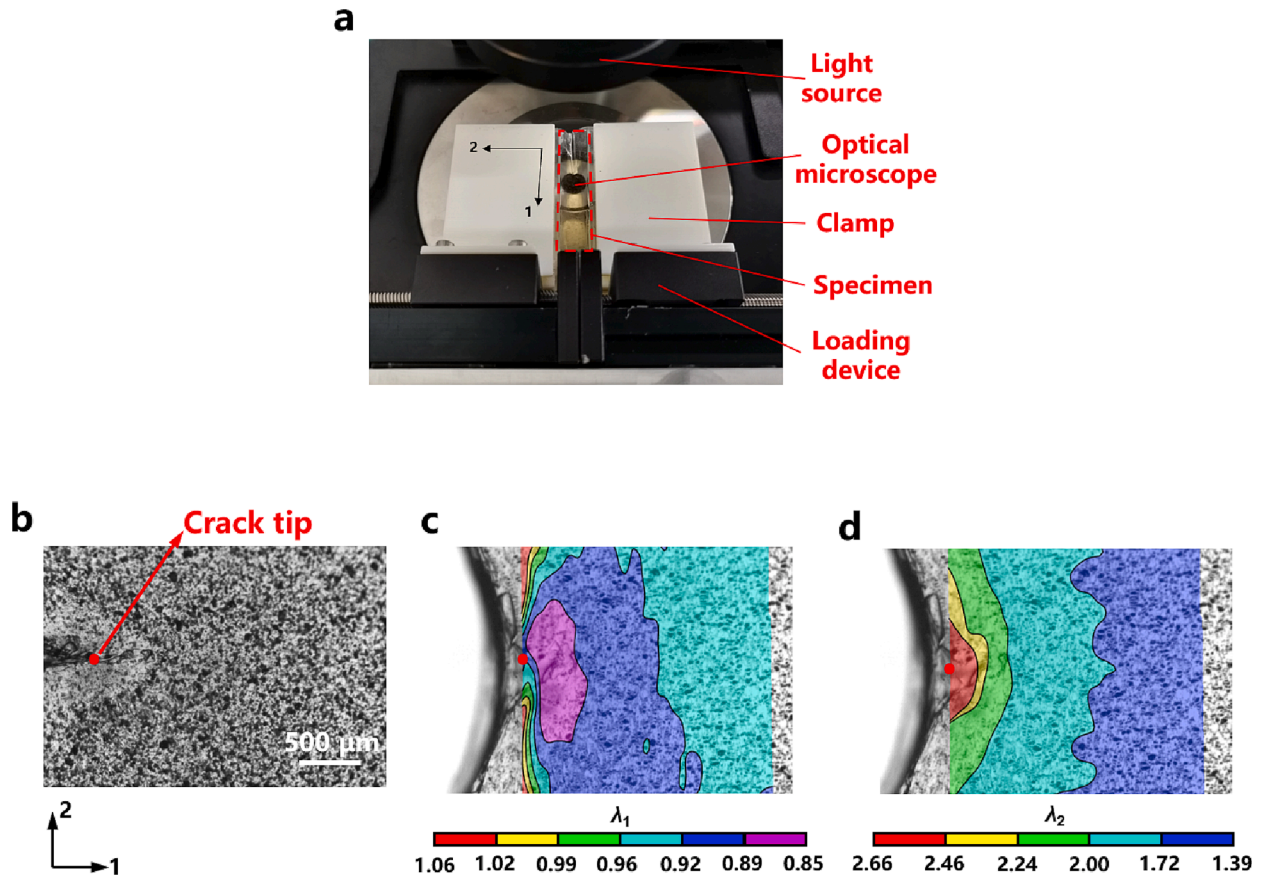 a
Light
source
Optical
microscope
Clamp
Specimen
Loading
device
2
1
b
Crack tip
500 μm
2
1
c
λ1
1.06 1.02 0.99 0.96 0.92 0.89 0.85
d
λ2
2.66 2.46 2.24 2.00 1.72 1.39